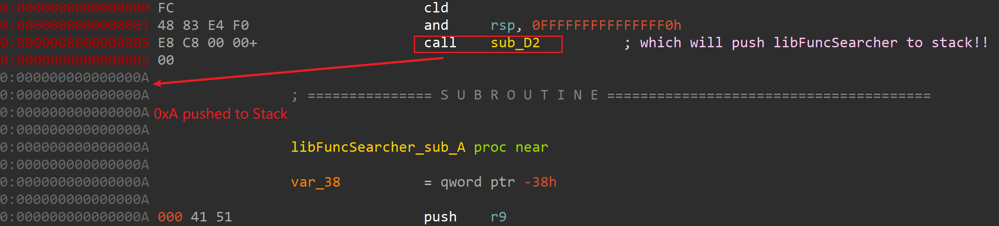 0:0000000000000000 FC cld
0:0000000000000001 48 83 E4 F0 and rsp, 0FFFFFFFFFFFFFFF0h
0:0000000000000005 E8 C8 00 00+ call sub_D2 ; which will push libFuncSearcher to stack!!
0:0000000000000005 00
0:000000000000000A
0:000000000000000A ; =============== S U B R O U T I N E =======================================
0:000000000000000A 0xA pushed to Stack
0:000000000000000A
0:000000000000000A libFuncSearcher_sub_A proc near
0:000000000000000A
0:000000000000000A var_38 = qword ptr -38h
0:000000000000000A
0:000000000000000A 000 41 51 push r9